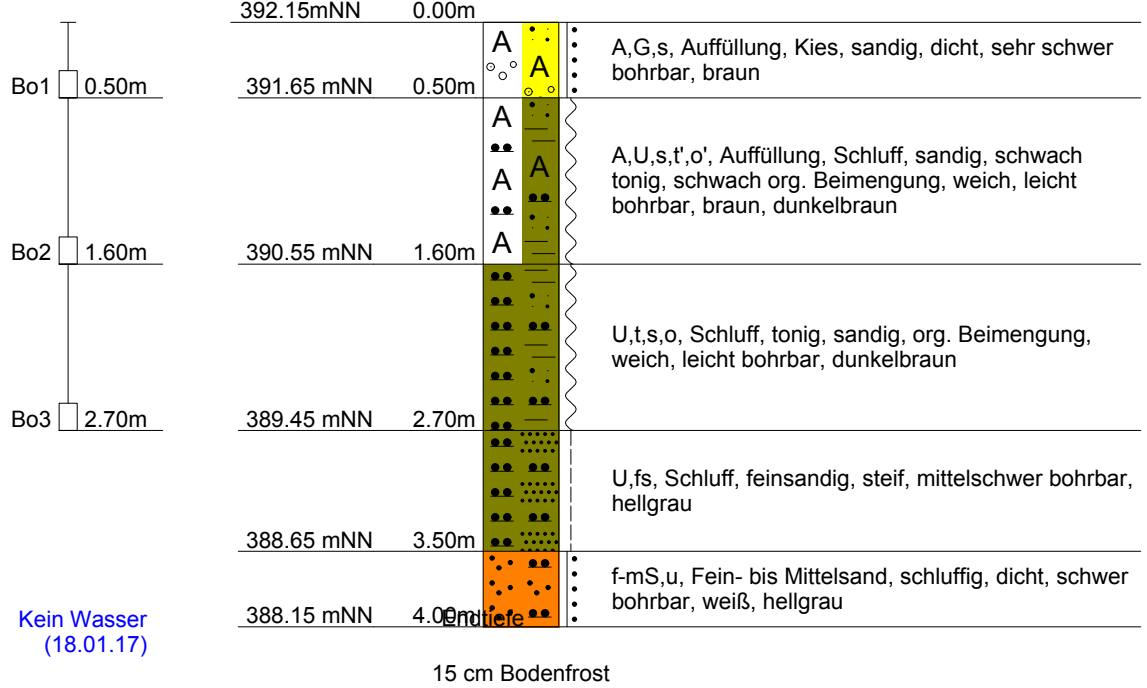 392.15mNN 0.00m
A A
A,G,s, Auffüllung, Kies, sandig, dicht, sehr schwer
bohrbar, braun
Bo1 0.50m 391.65 mNN 0.50m
A
A A
A
A,U,s,t',o', Auffüllung, Schluff, sandig, schwach
tonig, schwach org. Beimengung, weich, leicht
bohrbar, braun, dunkelbraun
Bo2 1.60m 390.55 mNN 1.60m
U,t,s,o, Schluff, tonig, sandig, org. Beimengung,
weich, leicht bohrbar, dunkelbraun
Bo3 2.70m 389.45 mNN 2.70m
U,fs, Schluff, feinsandig, steif, mittelschwer bohrbar,
hellgrau
388.65 mNN 3.50m
f-mS,u, Fein- bis Mittelsand, schluffig, dicht, schwer
bohrbar, weiß, hellgrau
388.15 mNN 4.00m Endtiefe
Kein Wasser
(18.01.17)
15 cm Bodenfrost